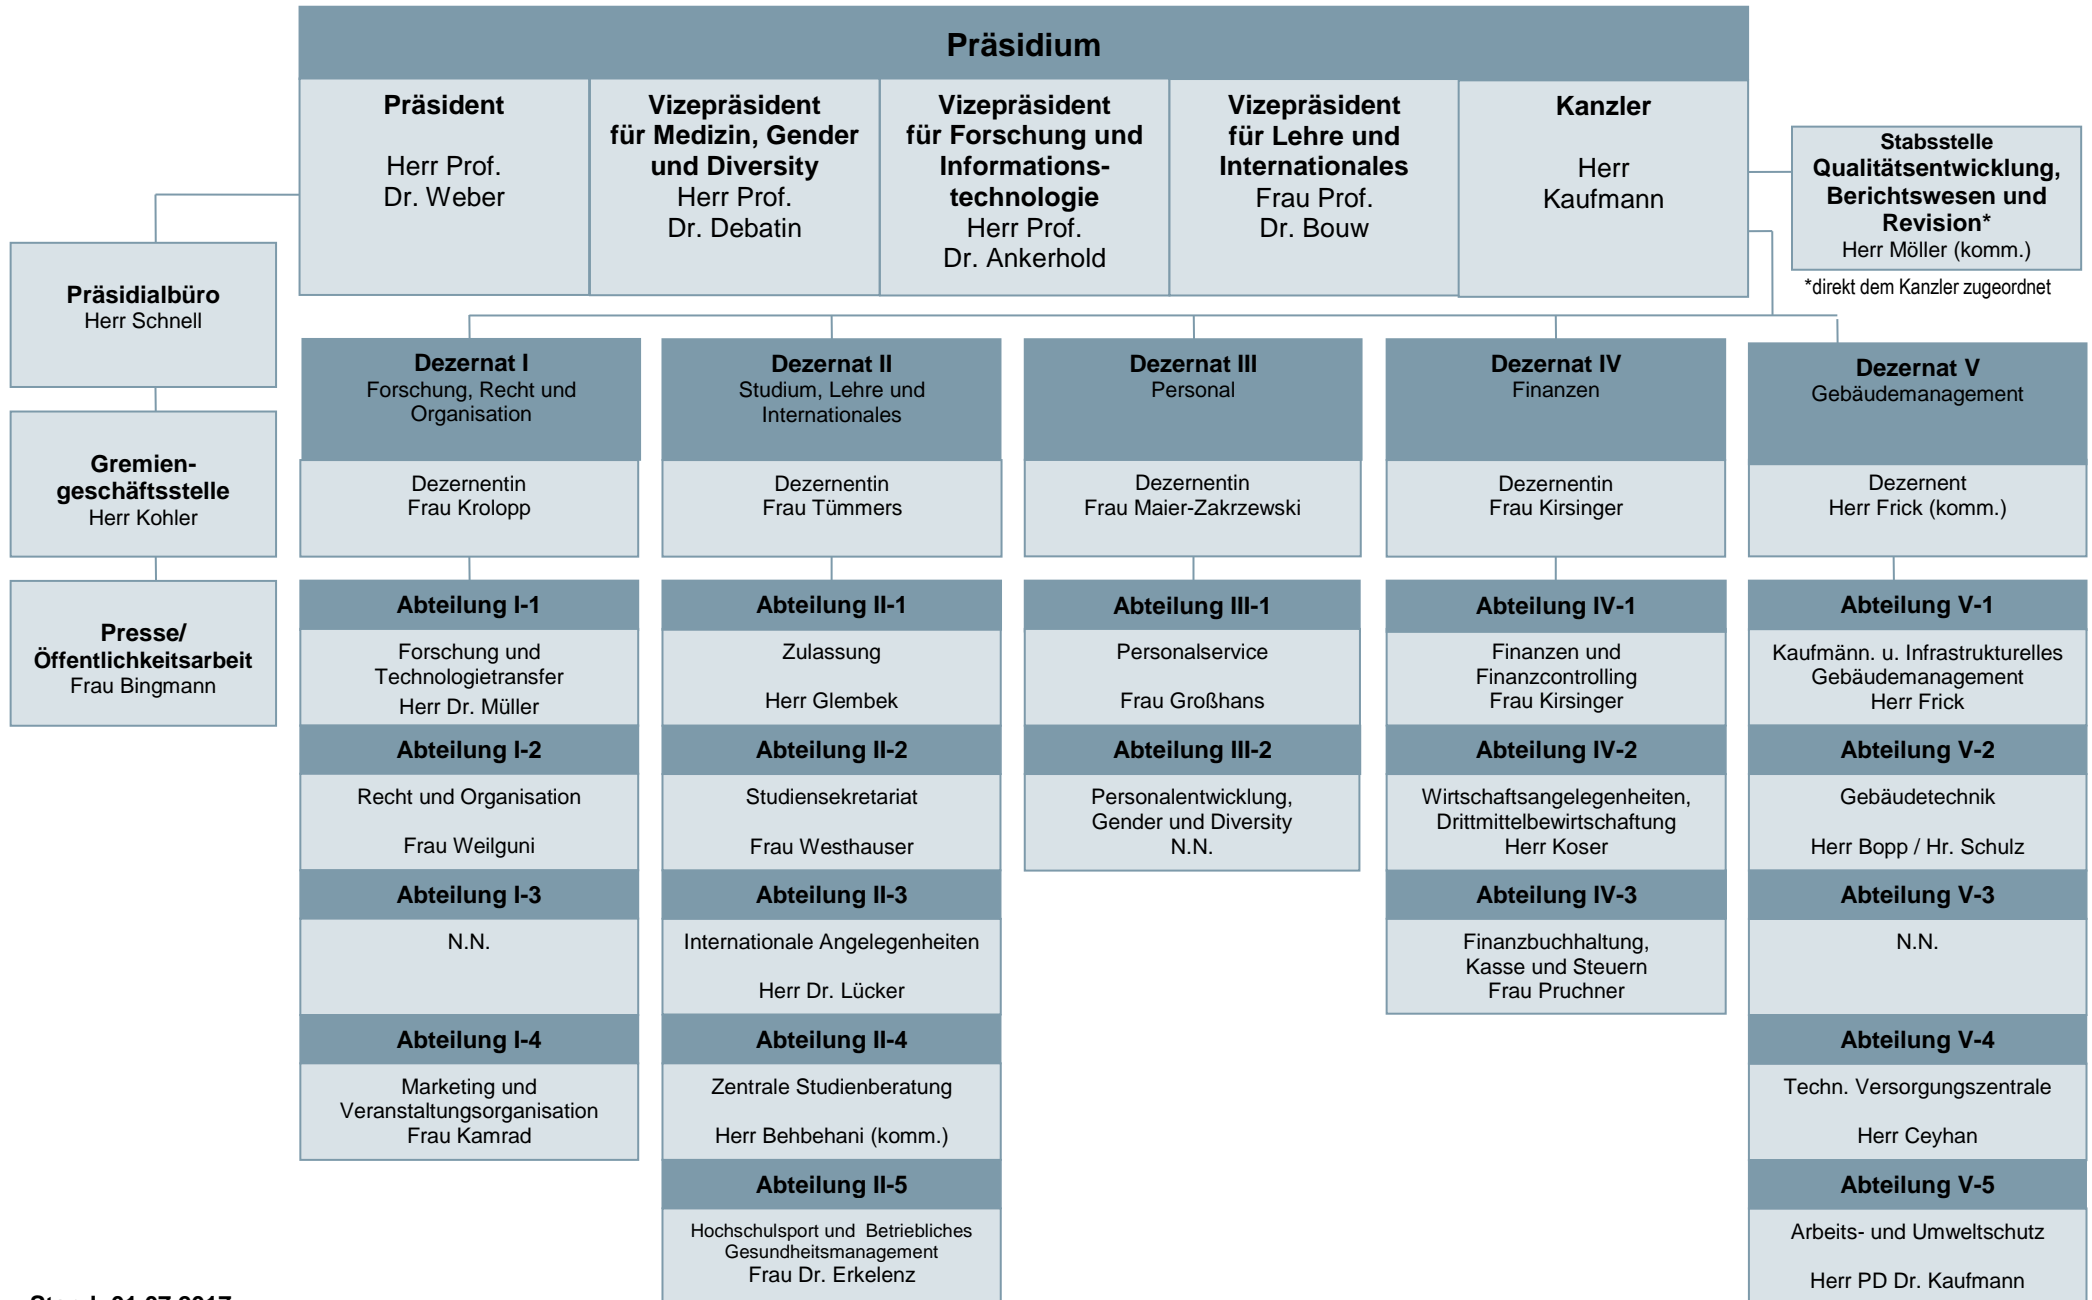 Präsidium
Präsident
Herr Prof.
Dr. Weber
Vizepräsident
für Medizin, Gender
und Diversity
Herr Prof.
Dr. Debatin
Vizepräsident
für Forschung und
Informations-
technologie
Herr Prof.
Dr. Ankerhold
Vizepräsident
für Lehre und
Internationales
Frau Prof.
Dr. Bouw
Kanzler
Herr
Kaufmann
Stabsstelle
Qualitätsentwicklung,
Berichtswesen und
Revision*
Herr Möller (komm.)
*direkt dem Kanzler zugeordnet
Präsidialbüro
Herr Schnell
Gremien-
geschäftsstelle
Herr Kohler
Presse/
Öffentlichkeitsarbeit
Frau Bingmann
Dezernat I
Forschung, Recht und
Organisation
Dezernentin
Frau Krolopp
Abteilung I-1
Forschung und
Technologietransfer
Herr Dr. Müller
Abteilung I-2
Recht und Organisation
Frau Weilguni
Abteilung I-3
N.N.
Abteilung I-4
Marketing und
Veranstaltungsorganisation
Frau Kamrad
Dezernat II
Studium, Lehre und
Internationales
Dezernentin
Frau Tümmers
Abteilung II-1
Zulassung
Herr Glembek
Abteilung II-2
Studiensekretariat
Frau Westhauser
Abteilung II-3
Internationale Angelegenheiten
Herr Dr. Lücker
Abteilung II-4
Zentrale Studienberatung
Herr Behbehani (komm.)
Abteilung II-5
Hochschulsport und Betriebliches
Gesundheitsmanagement
Frau Dr. Erkelenz
Dezernat III
Personal
Dezernentin
Frau Maier-Zakrzewski
Abteilung III-1
Personalservice
Frau Großhans
Abteilung III-2
Personalentwicklung,
Gender und Diversity
N.N.
Dezernat IV
Finanzen
Dezernentin
Frau Kirsinger
Abteilung IV-1
Finanzen und
Finanzcontrolling
Frau Kirsinger
Abteilung IV-2
Wirtschaftsangelegenheiten,
Drittmittelbewirtschaftung
Herr Koser
Abteilung IV-3
Finanzbuchhaltung,
Kasse und Steuern
Frau Pruchner
Dezernat V
Gebäudemanagement
Dezernent
Herr Frick (komm.)
Abteilung V-1
Kaufmänn. u. Infrastrukturelles
Gebäudemanagement
Herr Frick
Abteilung V-2
Gebäudetechnik
Herr Bopp / Hr. Schulz
Abteilung V-3
N.N.
Abteilung V-4
Techn. Versorgungszentrale
Herr Ceyhan
Abteilung V-5
Arbeits- und Umweltschutz
Herr PD Dr. Kaufmann